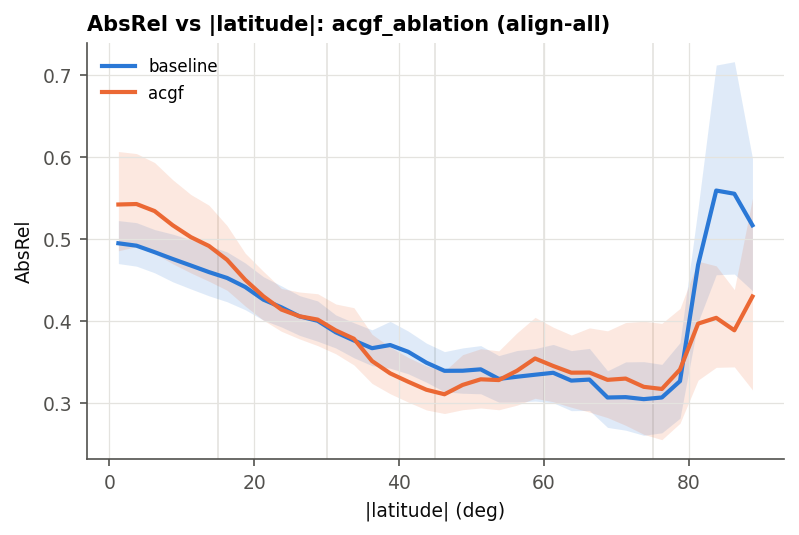 AbsRel vs |latitude|: acgf_ablation (align-all)
baseline
acgf
0.7
0.6
0.5
0.4
0.3
AbsRel
0 20 40 60 80
|latitude| (deg)